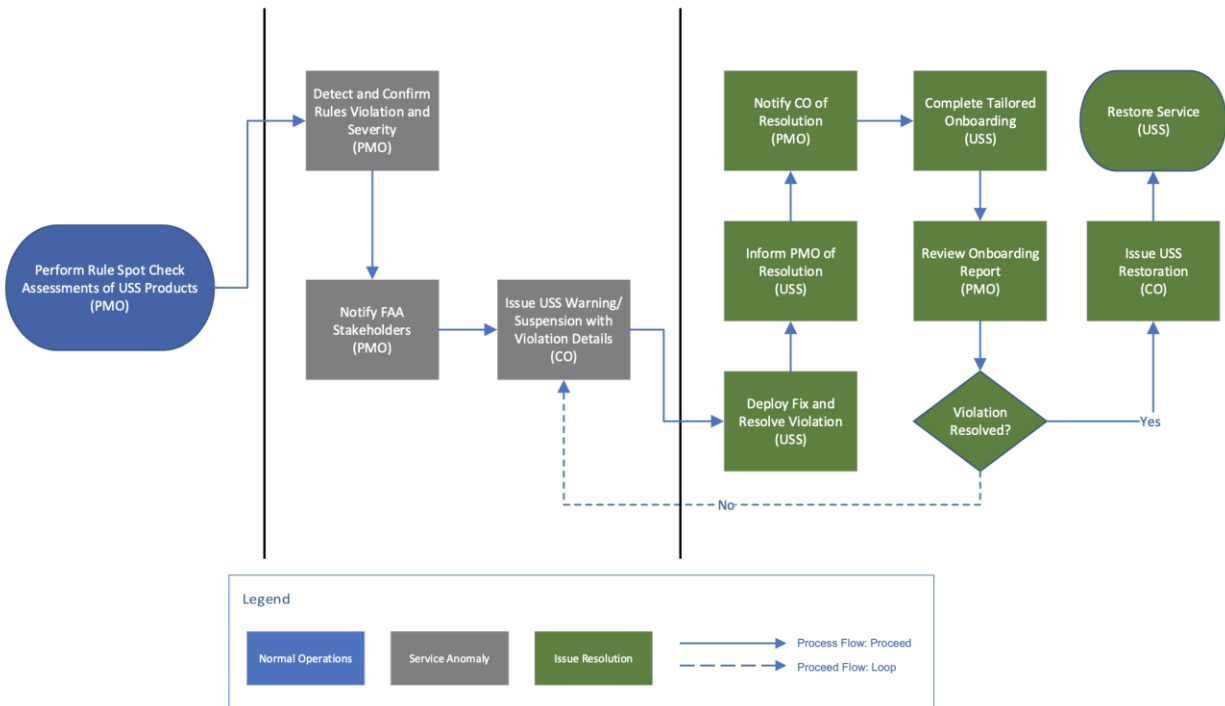 Perform Rule Spot Check
Assessments of USS Products
(PMO)
Detect and Confirm
Rules Violation and
Severity
(PMO)
Notify FAA
Stakeholders
(PMO)
Issue USS Warning/
Suspension with
Violation Details
(CO)
Deploy Fix and
Resolve Violation
(USS)
Inform PMO of
Resolution
(USS)
Notify CO of
Resolution
(PMO)
Complete Tailored
Onboarding
(USS)
Review Onboarding
Report
(PMO)
Violation
Resolved?
Yes
No
Issue USS
Restoration
(CO)
Restore Service
(USS)
Legend
Normal Operations
Service Anomaly
Issue Resolution
Process Flow: Proceed
Proceed Flow: Loop